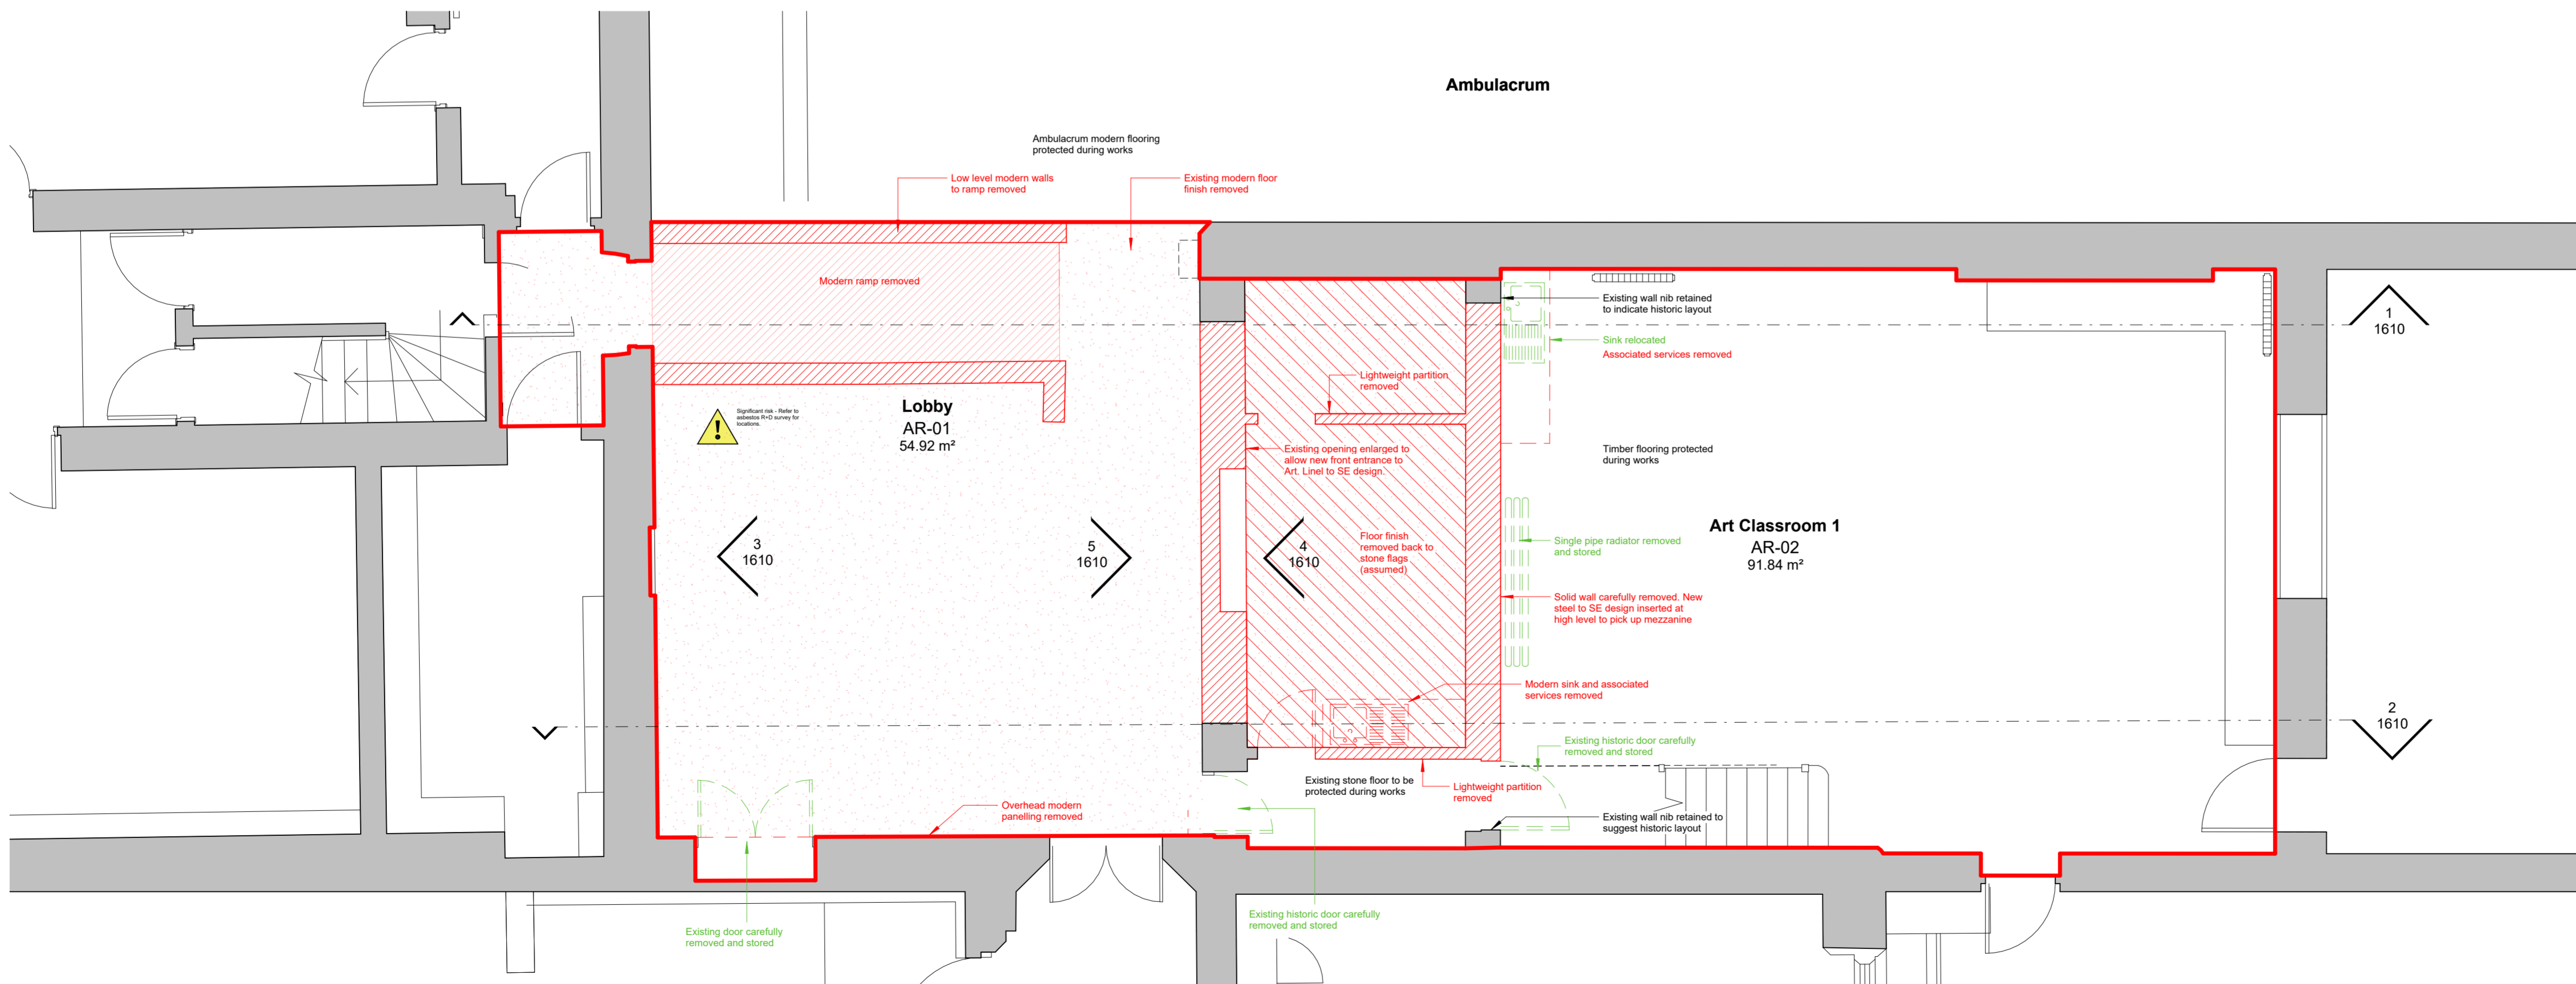 Ambulacrum
Ambulacrum modern flooring
protected during works
Low level modern walls
to ramp removed
Existing modern floor
finish removed
Modern ramp removed
Existing wall nib retained
to indicate historic layout
1
1610
Sink relocated
Associated services removed
Lightweight partition
removed
Significant risk - Refer to
asbestos R+D survey for
locations.
Lobby
AR-01
54.92 m²
Existing opening enlarged to
allow new front entrance to
Art. Linel to SE design.
Timber flooring protected
during works
3
1610
5
1610
4
1610
Floor finish
removed back to
stone flags
(assumed)
Single pipe radiator removed
and stored
Art Classroom 1
AR-02
91.84 m²
Solid wall carefully removed. New
steel to SE design inserted at
high level to pick up mezzanine
Modern sink and associated
services removed
2
1610
Existing historic door carefully
removed and stored
Existing stone floor to be
protected during works
Lightweight partition
removed
Overhead modern
panelling removed
Existing wall nib retained to
suggest historic layout
Existing door carefully
removed and stored
Existing historic door carefully
removed and stored